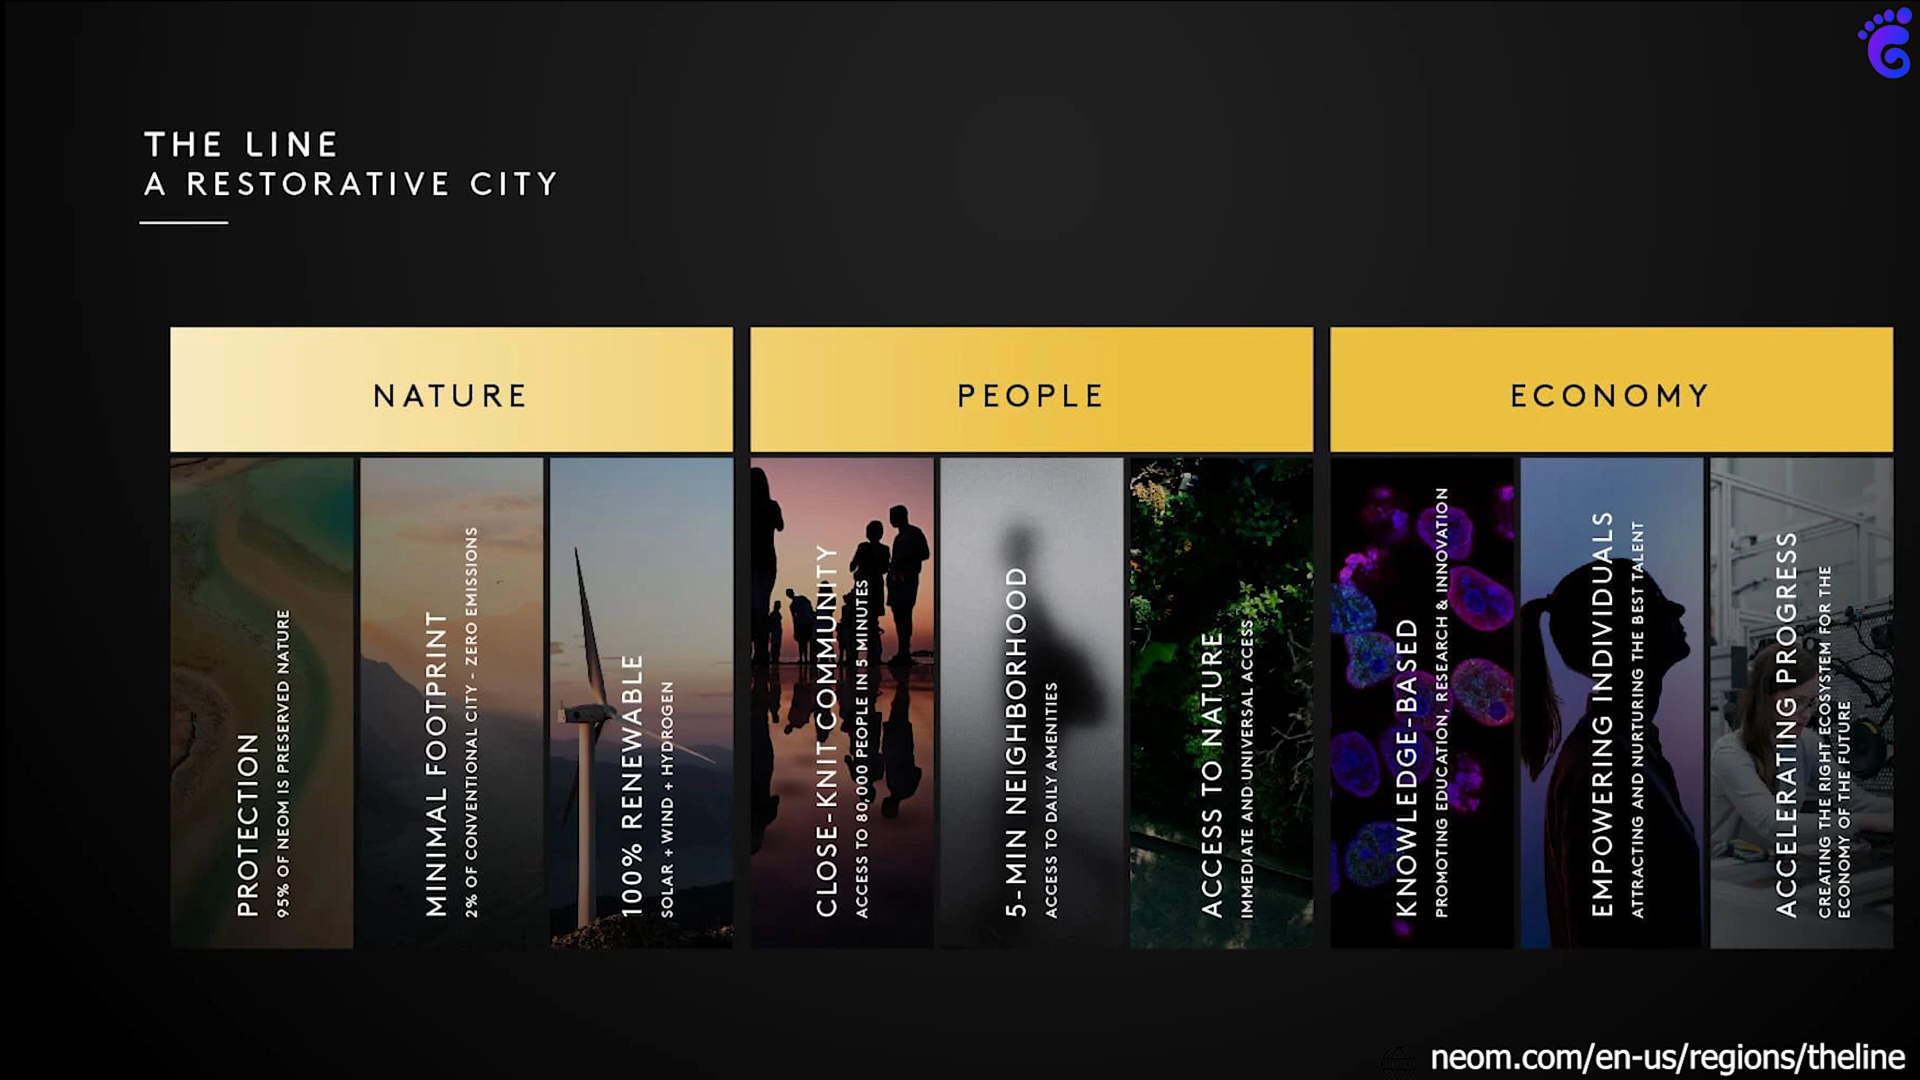 THE LINE
A RESTORATIVE CITY
NATURE
PROTECTION
95% OF NEOM IS PRESERVED NATURE
MINIMAL FOOTPRINT
2% OF CONVENTIONAL CITY - ZERO EMISSIONS
100% RENEWABLE
SOLAR + WIND + HYDROGEN
PEOPLE
CLOSE-KNIT COMMUNITY
ACCESS TO 80,000 PEOPLE IN 5 MINUTES
5-MIN NEIGHBORHOOD
ACCESS TO DAILY AMENITIES
ACCESS TO NATURE
IMMEDIATE AND UNIVERSAL ACCESS
ECONOMY
KNOWLEDGE-BASED
PROMOTING EDUCATION, RESEARCH & INNOVATION
EMPOWERING INDIVIDUALS
ATTRACTING AND NURTURING THE BEST TALENT
ACCELERATING PROGRESS
CREATING THE RIGHT ECOSYSTEM FOR THE
ECONOMY OF THE FUTURE
neom.com/en-us/regions/theline